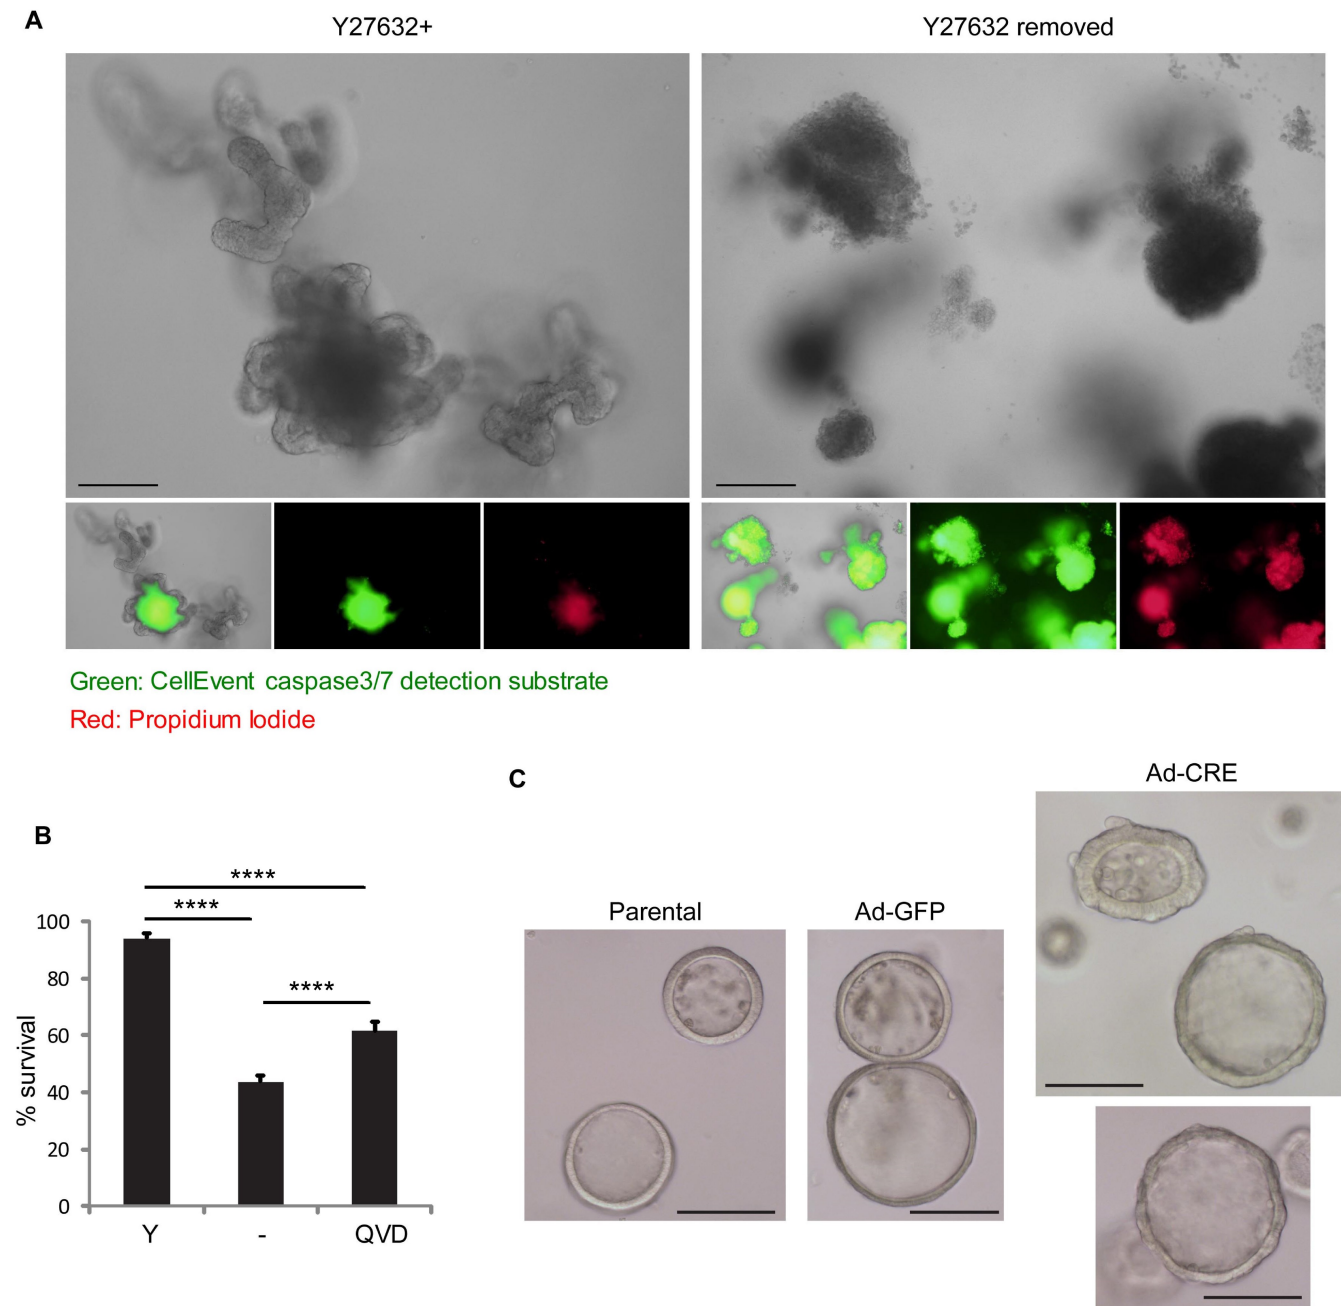 A
Y27632+
Y27632 removed
Green: CellEvent caspase3/7 detection substrate
Red: Propidium Iodide
B
****
****
****
% survival
100
80
60
40
20
0
Y
-
QVD
C
Parental
Ad-GFP
Ad-CRE